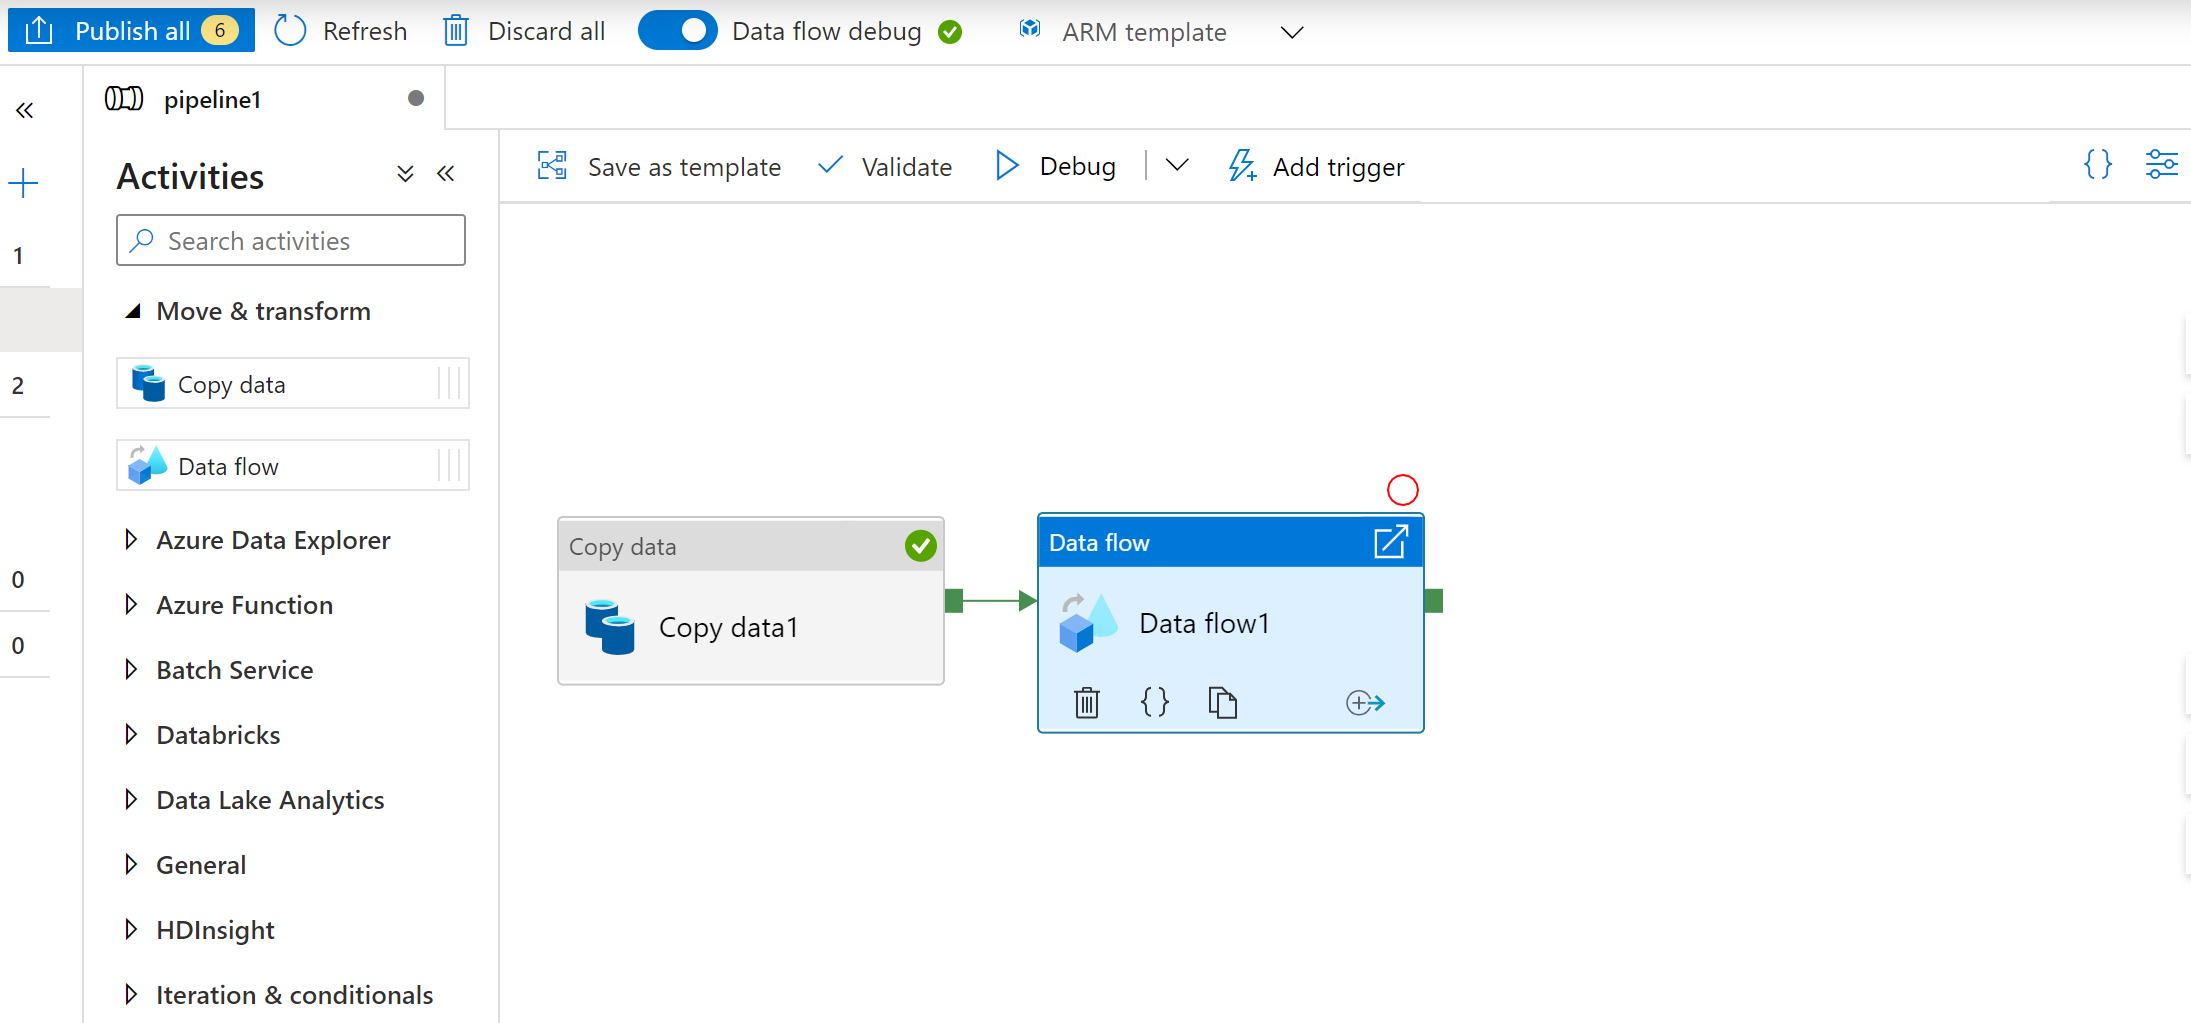 Publish all 6 Refresh Discard all Data flow debug ARM template
pipeline1
Activities
Save as template Validate Debug Add trigger
Search activities
1
Move & transform
Copy data
2
Data flow
Azure Data Explorer
Azure Function
0
Batch Service
0
Databricks
Data Lake Analytics
General
HDInsight
Iteration & conditionals
Copy data
Copy data1
Data flow
Data flow1